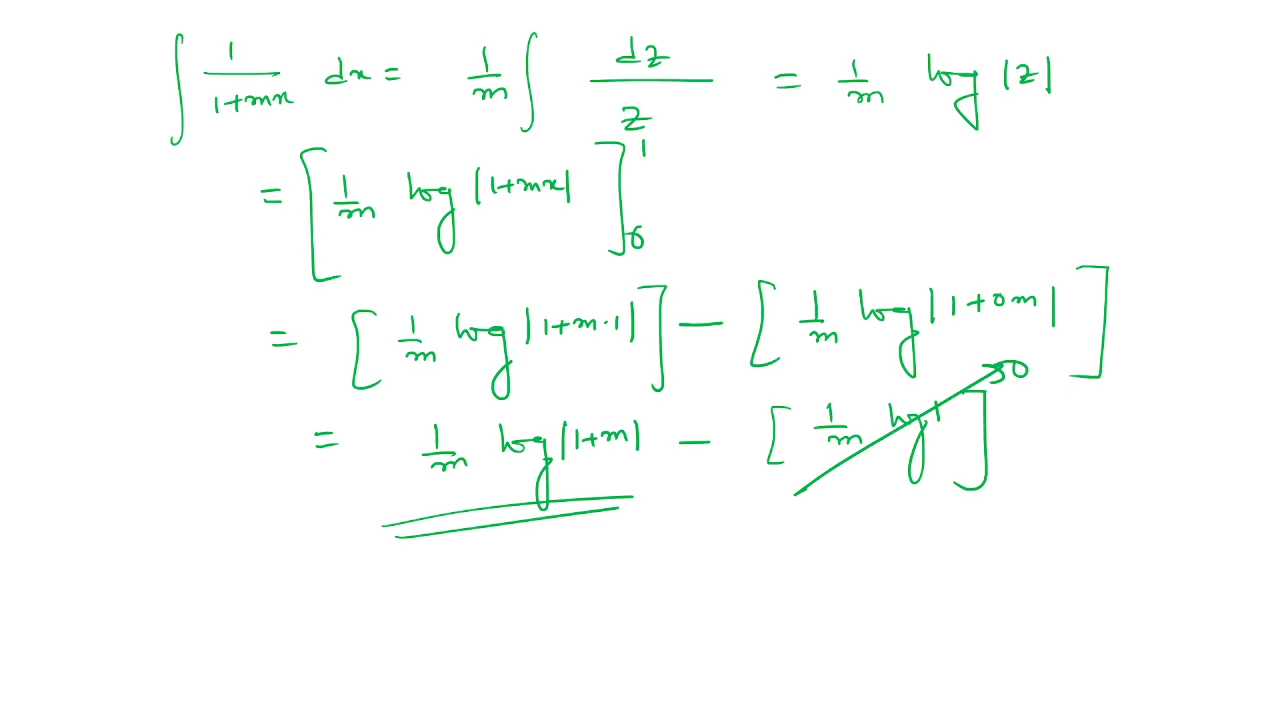 ∫ 1/(1+mx) dx = 1/m ∫ dz/z = 1/m log |z|
= [ 1/m log |1+mx| ]₀¹
= [ 1/m log |1+m·1| ] − [ 1/m log |1+0m| ]
= 1/m log |1+m| − [ 1/m log 1 ] → 0